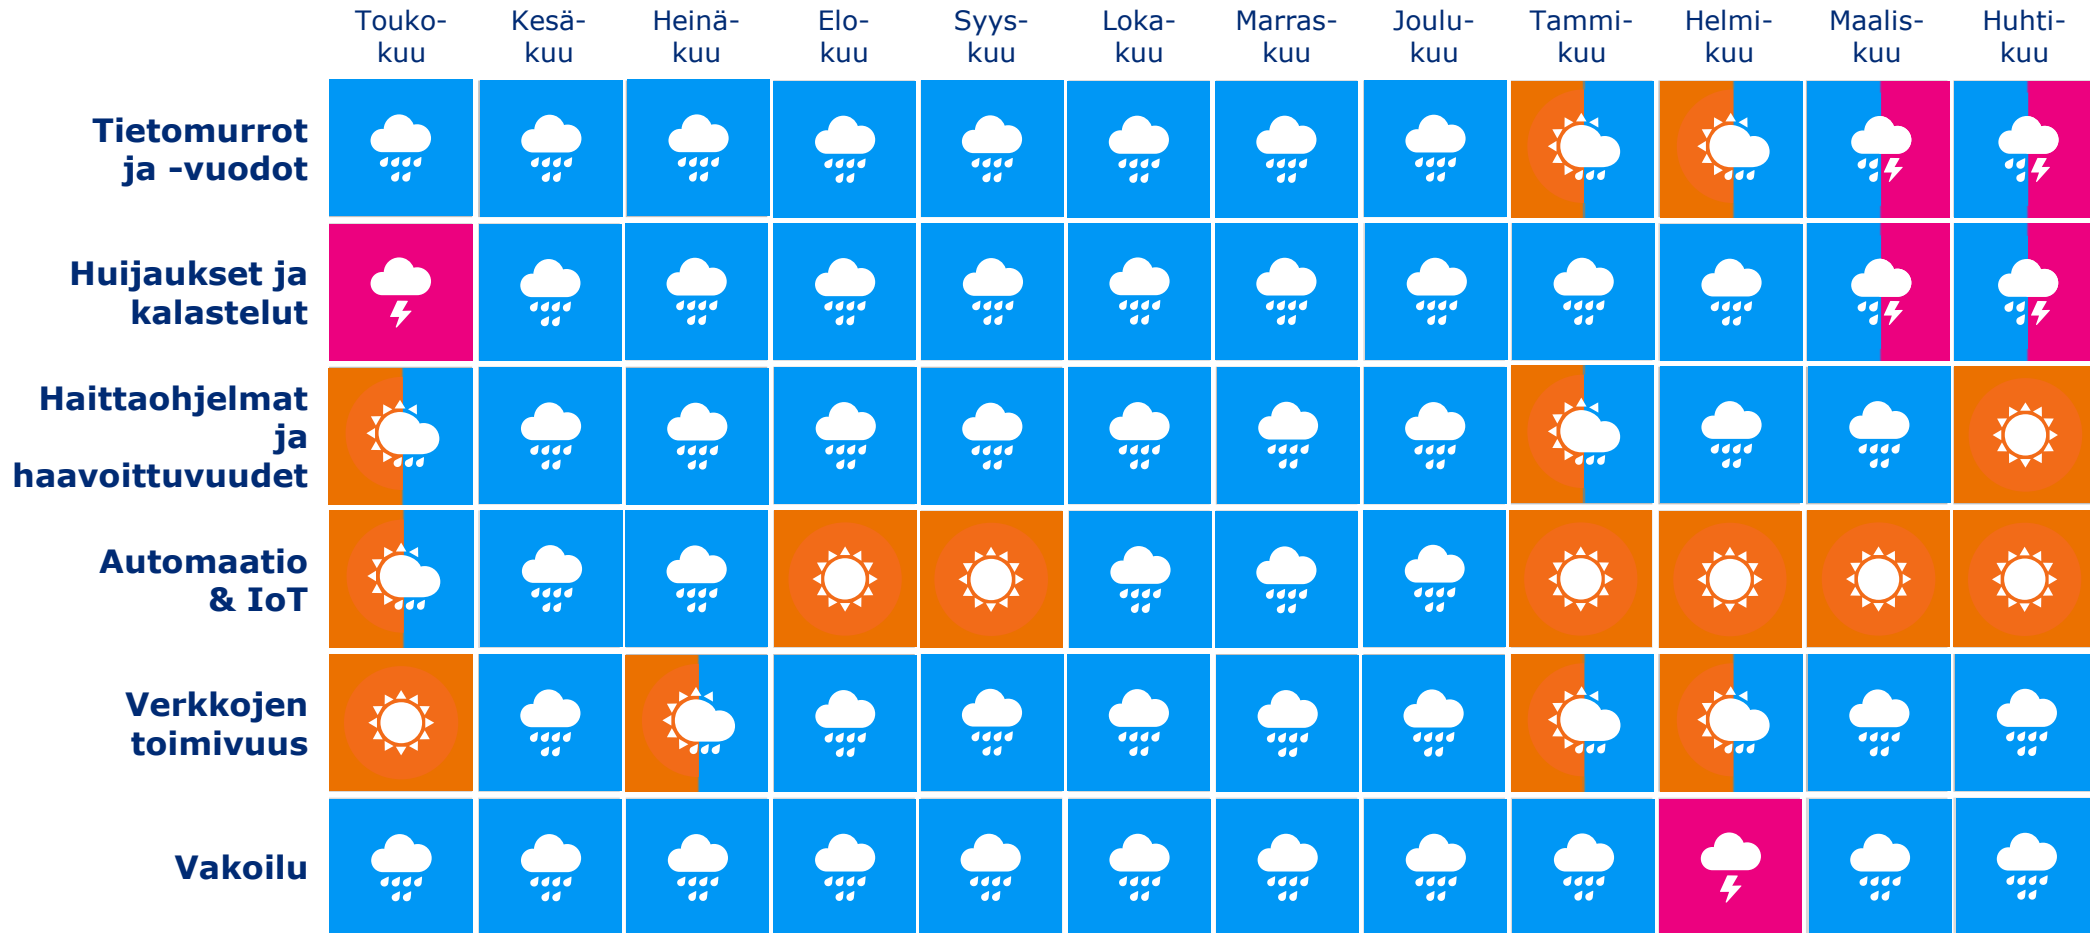 Touko- Kesä- Heinä- Elo- Syys- Loka- Marras- Joulu- Tammi- Helmi- Maalis- Huhti-
kuu kuu kuu kuu kuu kuu kuu kuu kuu kuu kuu kuu
Tietomurrot
ja -vuodot
Huijaukset ja
kalastelut
Haittaohjelmat
ja
haavoittuvuudet
Automaatio
& IoT
Verkkojen
toimivuus
Vakoilu